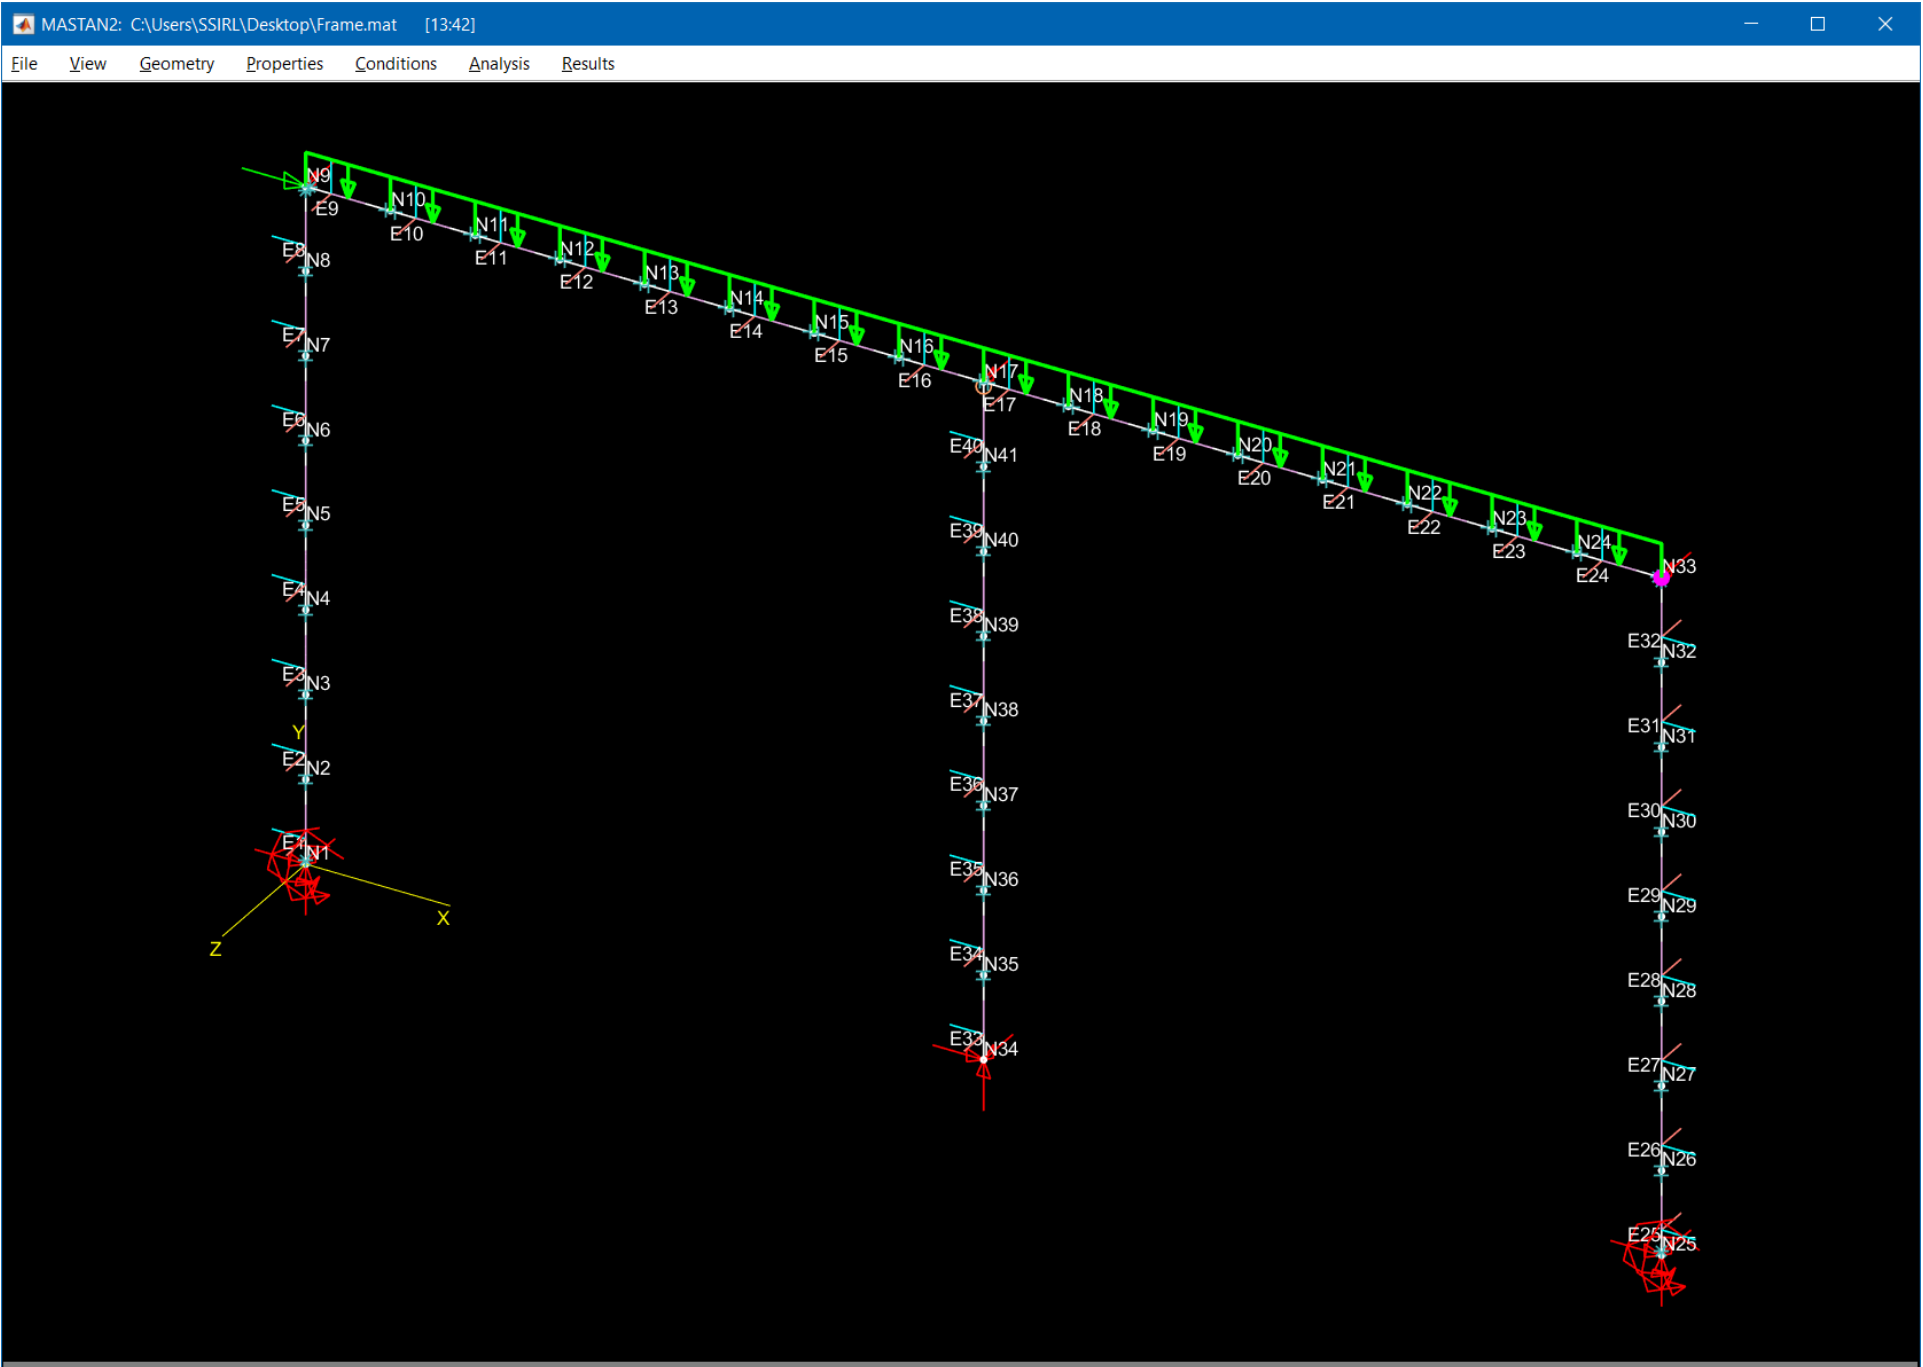 MASTAN2: C:\Users\SSIRL\Desktop\Frame.mat [13:42]
File View Geometry Properties Conditions Analysis Results
N9
E9
N10
E10
N11
E11
N12
E12
N13
E13
N14
E14
N15
E15
N16
E16
N17
E17
N18
E18
N19
E19
N20
E20
N21
E21
N22
E22
N23
E23
N24
E24
N33
E8
N8
E7
N7
E6
N6
E5
N5
E4
N4
E3
N3
Y
E2
N2
E1
N1
X
Z
E40
N41
E39
N40
E38
N39
E37
N38
E36
N37
E35
N36
E34
N35
E33
N34
E32
N32
E31
N31
E30
N30
E29
N29
E28
N28
E27
N27
E26
N26
E25
N25